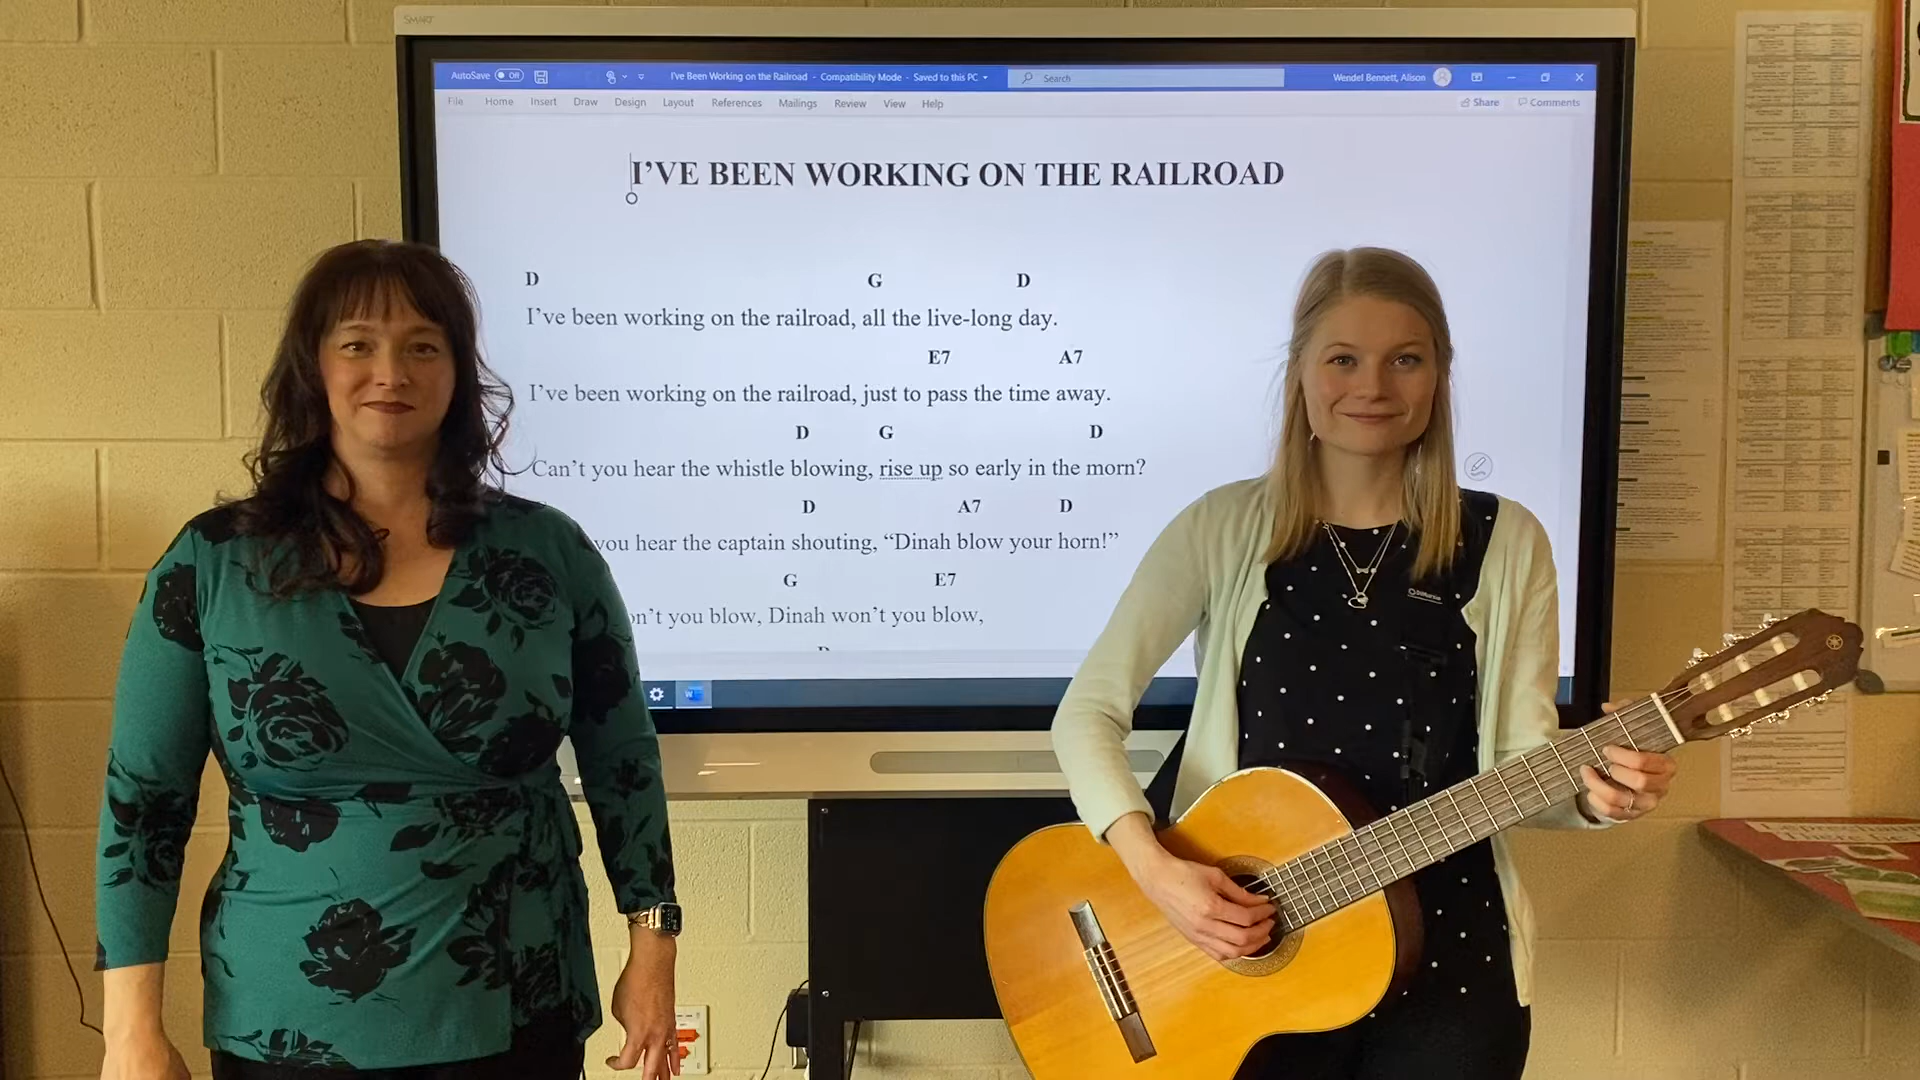 SMART
AutoSave Off I've Been Working on the Railroad - Compatibility Mode - Saved to this PC Search Wendel Bennett, Alison
File Home Insert Draw Design Layout References Mailings Review View Help Share Comments
I'VE BEEN WORKING ON THE RAILROAD
D G D
I've been working on the railroad, all the live-long day.
E7 A7
I've been working on the railroad, just to pass the time away.
D G D
Can't you hear the whistle blowing, rise up so early in the morn?
D A7 D
you hear the captain shouting, “Dinah blow your horn!”
G E7
on't you blow, Dinah won't you blow,